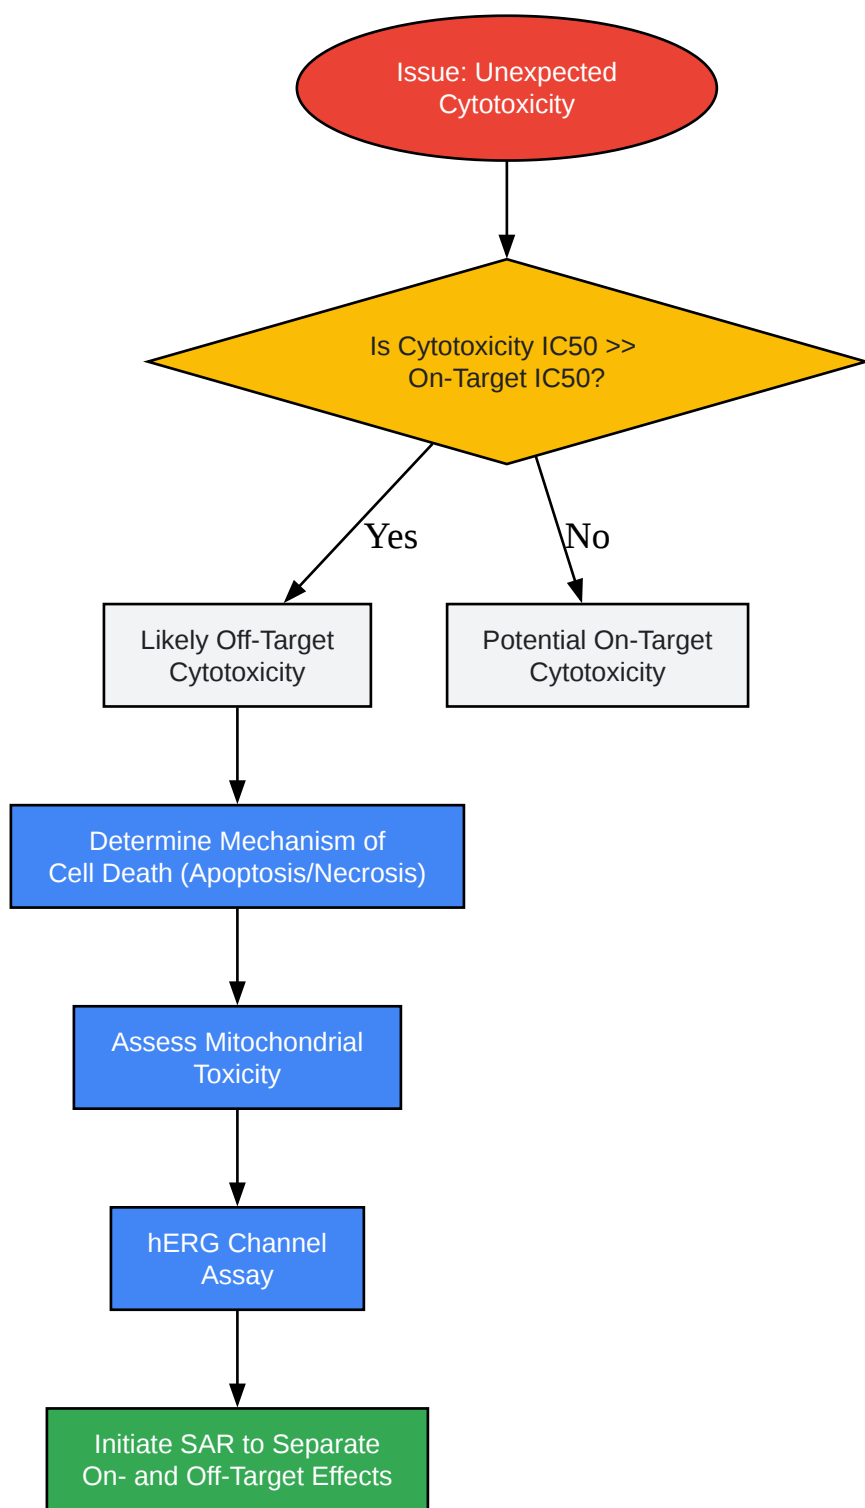 Issue: Unexpected
Cytotoxicity
Is Cytotoxicity IC50 >>
On-Target IC50?
Yes
No
Likely Off-Target
Cytotoxicity
Potential On-Target
Cytotoxicity
Determine Mechanism of
Cell Death (Apoptosis/Necrosis)
Assess Mitochondrial
Toxicity
hERG Channel
Assay
Initiate SAR to Separate
On- and Off-Target Effects